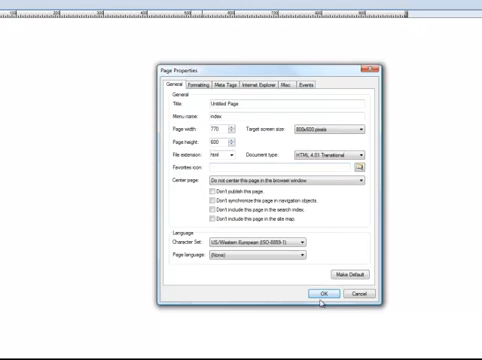 Page Properties
General Formatting Meta Tags Internet Explorer Misc. Events
General
Title: Untitled Page
Menu name: index
Page width: 770 Target screen size: 800x600 pixels
Page height: 600
File extension: html Document type: HTML 4.01 Transitional
Favorites icon:
Center page: Do not center this page in the browser window
Don't publish this page.
Don't synchronize this page in navigation objects.
Don't include this page in the search index.
Don't include this page in the site map.
Language
Character Set: US/Western European (ISO-8859-1)
Page language: (None)
Make Default
OK Cancel